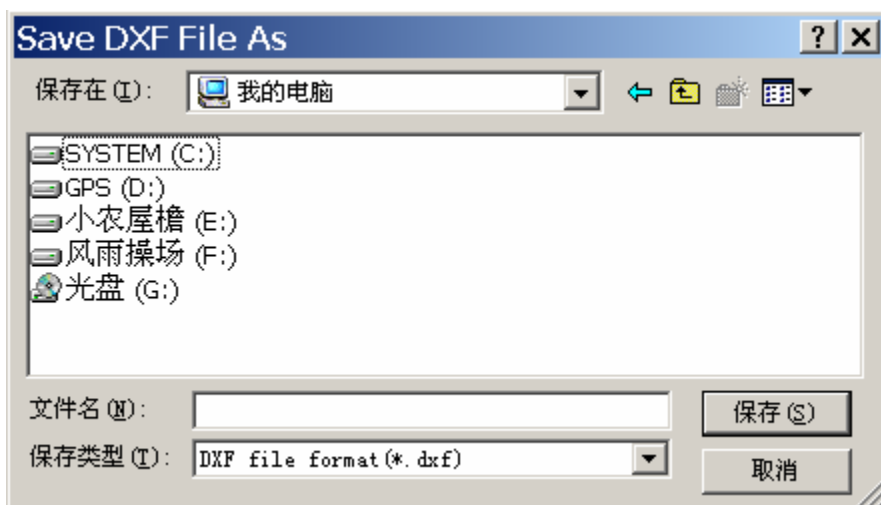 Save DXF File As
保存在(I): 我的电脑
SYSTEM (C:)
GPS (D:)
小农屋檐 (E:)
风雨操场 (F:)
光盘 (G:)
文件名(N): 保存(S)
保存类型(T): DXF file format(*.dxf) 取消